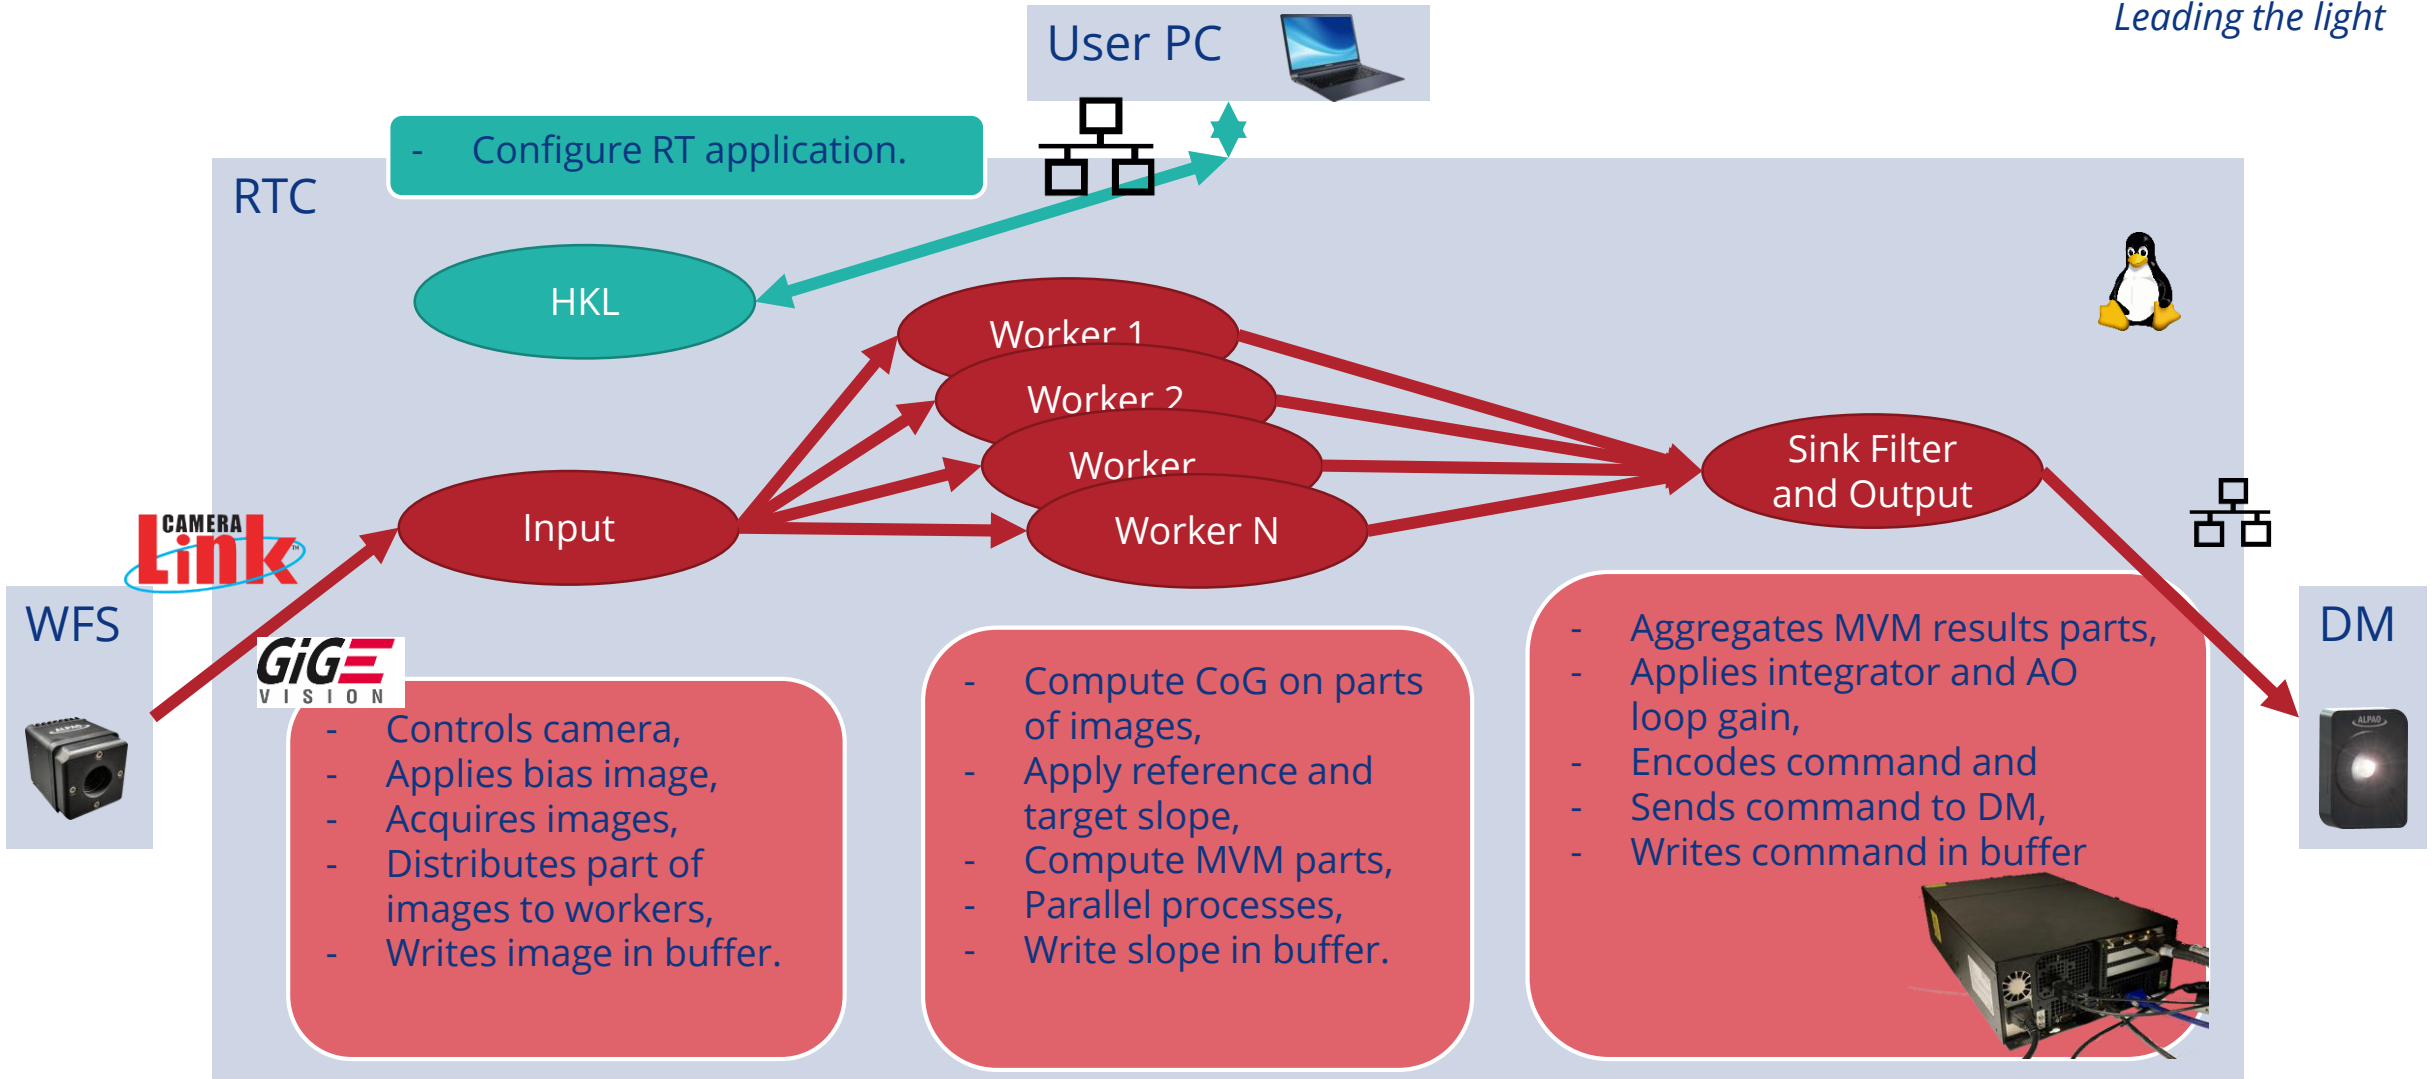 Leading the light
User PC
- Configure RT application.
RTC
HKL
Worker 1
Worker 2
Worker
Worker N
Input
Sink Filter
and Output
CAMERA
Link™
WFS
GiGE
VISION
ALPAO
- Controls camera,
- Applies bias image,
- Acquires images,
- Distributes part of
images to workers,
- Writes image in buffer.
- Compute CoG on parts
of images,
- Apply reference and
target slope,
- Compute MVM parts,
- Parallel processes,
- Write slope in buffer.
- Aggregates MVM results parts,
- Applies integrator and AO
loop gain,
- Encodes command and
- Sends command to DM,
- Writes command in buffer
DM
ALPAO